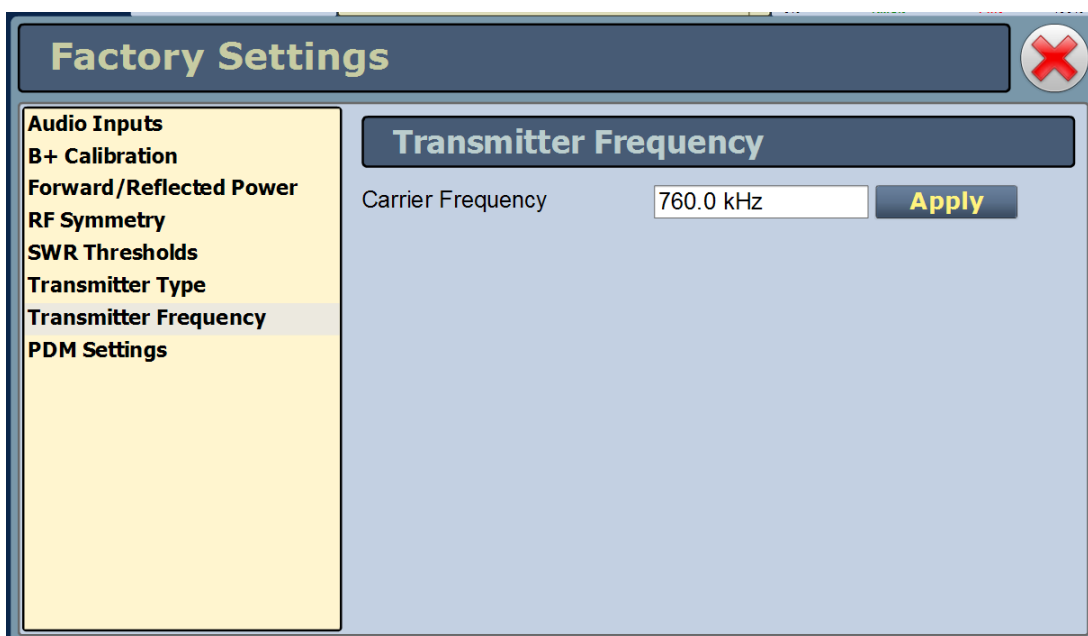 Factory Settings
Audio Inputs
B+ Calibration
Forward/Reflected Power
RF Symmetry
SWR Thresholds
Transmitter Type
Transmitter Frequency
PDM Settings
Transmitter Frequency
Carrier Frequency 760.0 kHz Apply